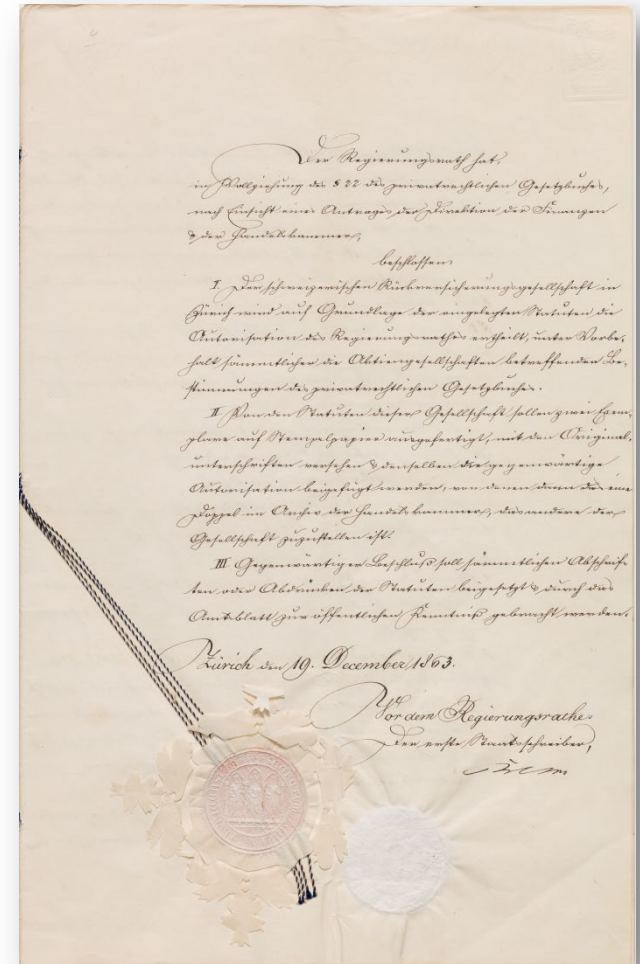 Der Regierungsrath hat,
in Vollziehung des § 22 des privatrechtlichen Gesetzbuches,
nach Einsicht eines Antrages der Direktion der Finanzen
& der Handelskammer,
beschlossen:
I. Der schweizerischen Rückversicherungsgesellschaft in
Zürich wird auf Grundlage der eingelegten Statuten die
Autorisation des Regierungsrathes ertheilt, unter Vorbe,
halt sämmtlicher die Aktiengesellschaften betreffenden Be,
stimmungen des privatrechtlichen Gesetzbuches.
II. Von den Statuten dieser Gesellschaft sollen zwei Exem,
plare auf Stempelpapier ausgefertigt, mit den Original,
unterschriften versehen & denselben die gegenwärtige
Autorisation beigefügt werden, von denen dann das eine
Doppel im Archiv der Handelskammer, das andere der
Gesellschaft zuzustellen ist.
III. Gegenwärtiger Beschluß soll sämmtlichen Abschrif,
ten oder Abdrücken der Statuten beigesetzt & durch das
Amtsblatt zur öffentlichen Kenntniß gebracht werden.
Zürich den 19. December 1863.
Vor dem Regierungsrathe,
Der erste Staatsschreiber,